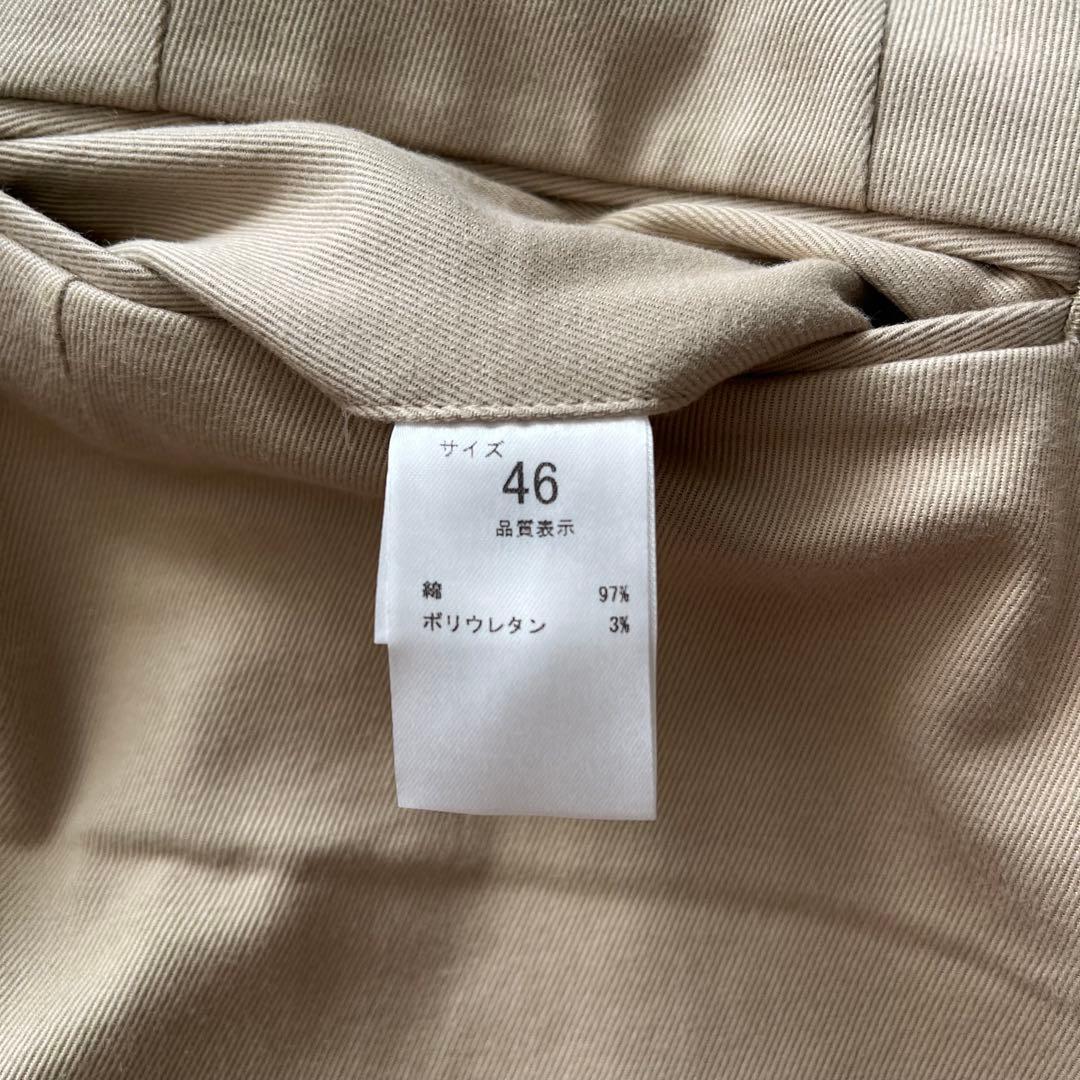 サイズ
46
品質表示
綿 97%
ポリウレタン 3%